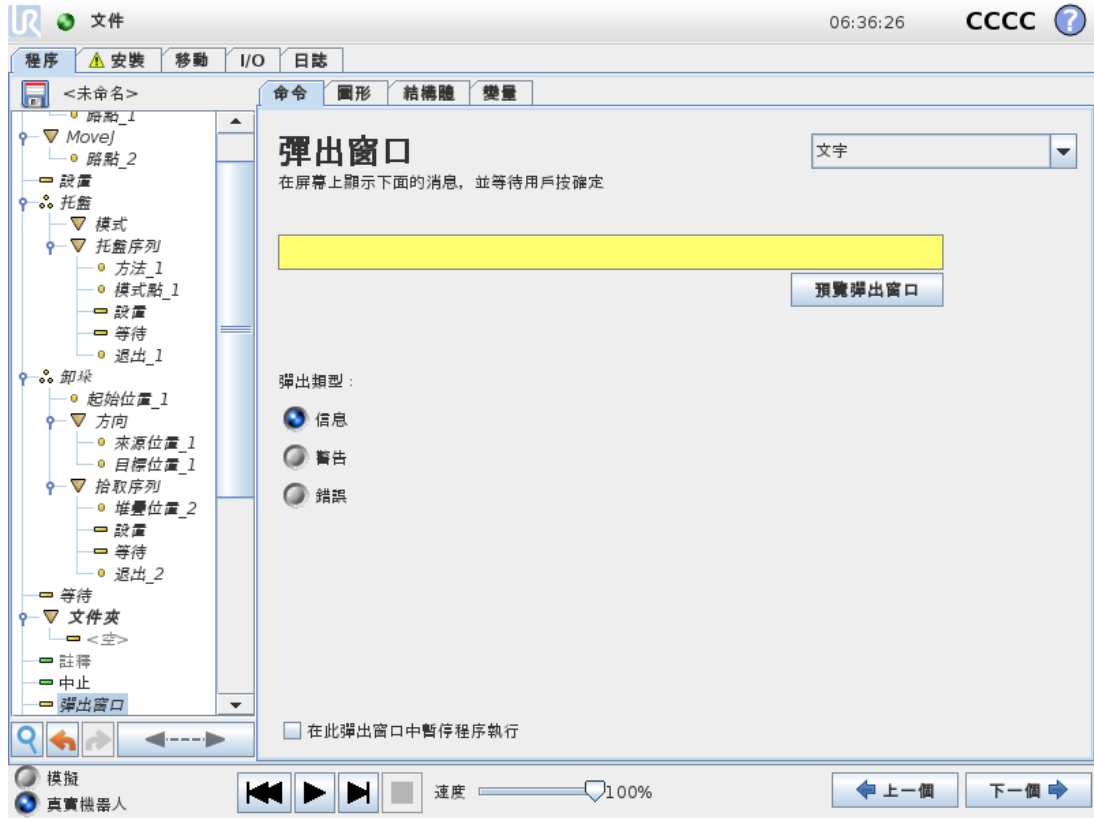 UR 文件 06:36:26 CCCC ?
程序 安裝 移動 I/O 日誌
<未命名> 命令 圖形 結構體 變量
路點_1
MoveJ
路點_2
設置
托盤
模式
托盤序列
方法_1
模式點_1
設置
等待
退出_1
卸垛
起始位置_1
方向
來源位置_1
目標位置_1
拾取序列
堆疊位置_2
設置
等待
退出_2
等待
文件夾
<空>
註釋
中止
彈出窗口
彈出窗口 文字
在屏幕上顯示下面的消息，並等待用戶按確定
預覽彈出窗口
彈出類型：
信息
警告
錯誤
在此彈出窗口中暫停程序執行
模擬
真實機器人
速度 100% 上一個 下一個